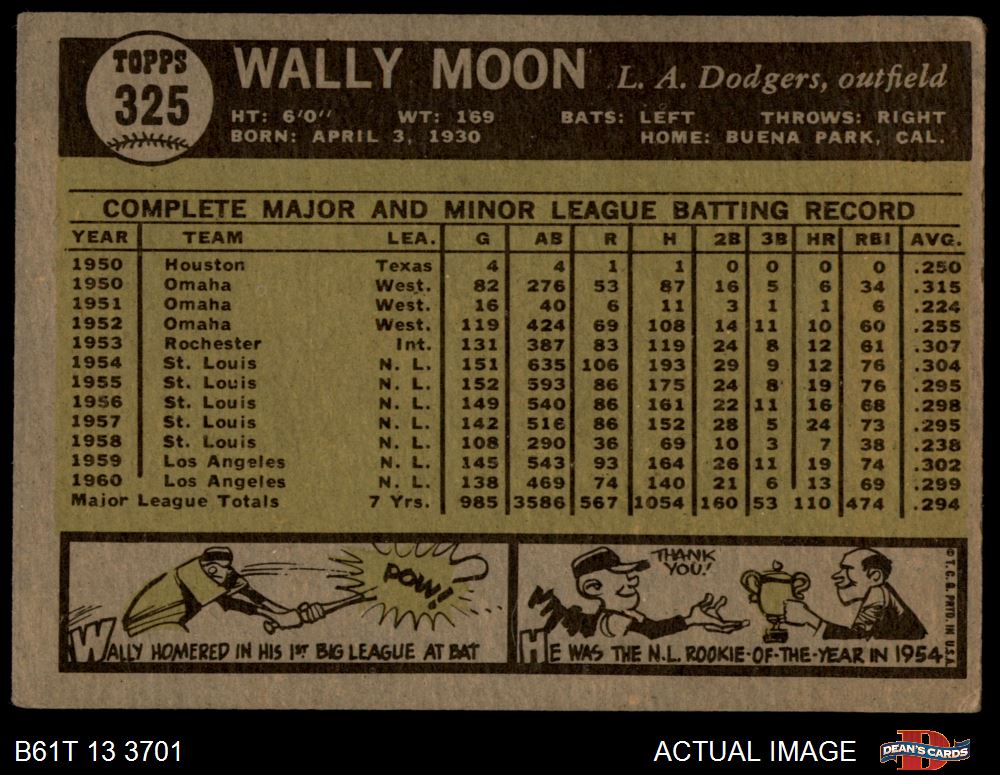 TOPPS
325
WALLY MOON L. A. Dodgers, outfield
HT: 6'0" WT: 169 BATS: LEFT THROWS: RIGHT
BORN: APRIL 3, 1930 HOME: BUENA PARK, CAL.
COMPLETE MAJOR AND MINOR LEAGUE BATTING RECORD
YEAR TEAM LEA. G AB R H 2B 3B HR RBI AVG.
1950 Houston Texas 4 4 1 1 0 0 0 0 .250
1950 Omaha West. 82 276 53 87 16 5 6 34 .315
1951 Omaha West. 16 40 6 11 3 1 1 6 .224
1952 Omaha West. 119 424 69 108 14 11 10 60 .255
1953 Rochester Int. 131 387 83 119 24 8 12 61 .307
1954 St. Louis N. L. 151 635 106 193 29 9 12 76 .304
1955 St. Louis N. L. 152 593 86 175 24 8 19 76 .295
1956 St. Louis N. L. 149 540 86 161 22 11 16 68 .298
1957 St. Louis N. L. 142 516 86 152 28 5 24 73 .295
1958 St. Louis N. L. 108 290 36 69 10 3 7 38 .238
1959 Los Angeles N. L. 145 543 93 164 26 11 19 74 .302
1960 Los Angeles N. L. 138 469 74 140 21 6 13 69 .299
Major League Totals 7 Yrs. 985 3586 567 1054 160 53 110 474 .294
POW!
WALLY HOMERED IN HIS 1ST BIG LEAGUE AT BAT
THANK
YOU!
HE WAS THE N.L. ROOKIE-OF-THE-YEAR IN 1954
© T. C. G. PRTD. IN U.S.A.
B61T 13 3701
ACTUAL IMAGE
D
DEAN'S CARDS